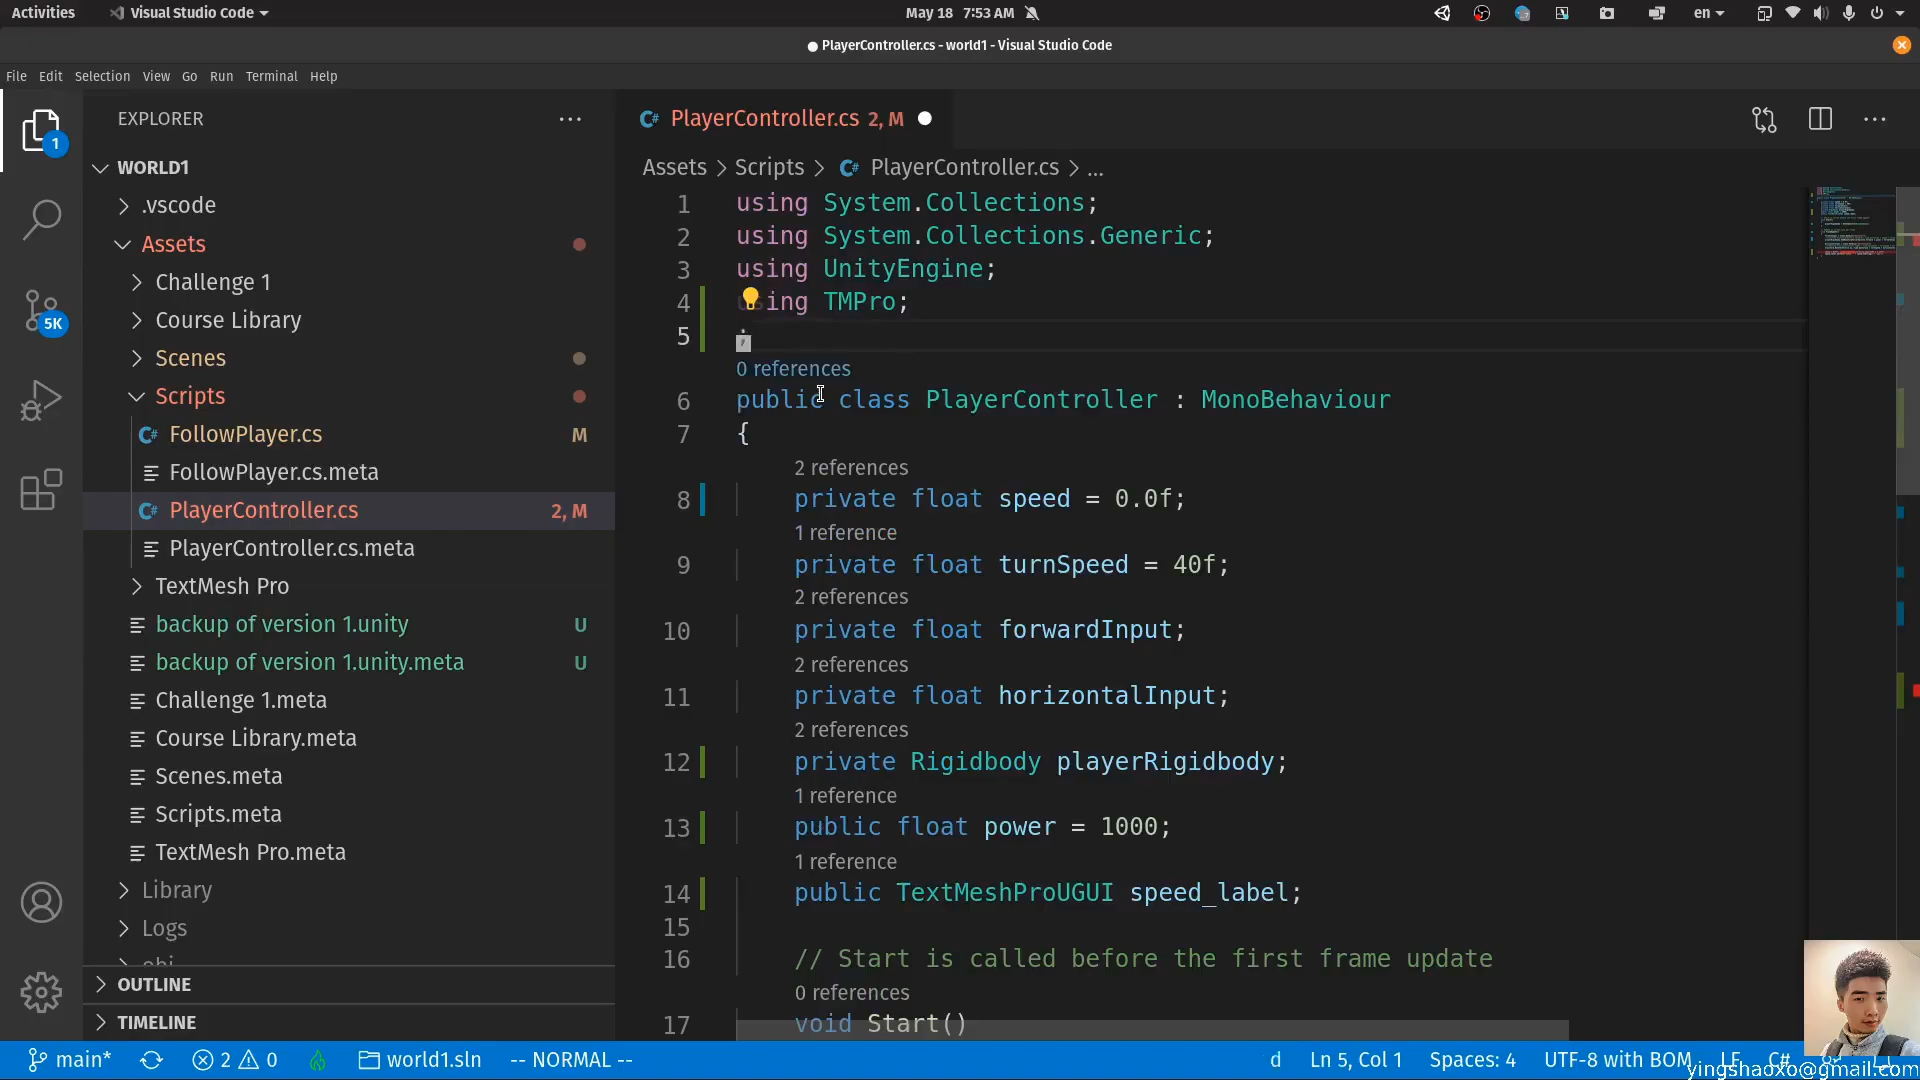 Activities
Visual Studio Code
May 18 7:53 AM
en
● PlayerController.cs - world1 - Visual Studio Code
File Edit Selection View Go Run Terminal Help
EXPLORER
PlayerController.cs 2, M
WORLD1
Assets > Scripts > PlayerController.cs > ...
1
5K
.vscode
Assets
Challenge 1
Course Library
Scenes
Scripts
FollowPlayer.cs M
FollowPlayer.cs.meta
PlayerController.cs 2, M
PlayerController.cs.meta
TextMesh Pro
backup of version 1.unity U
backup of version 1.unity.meta U
Challenge 1.meta
Course Library.meta
Scenes.meta
Scripts.meta
TextMesh Pro.meta
Library
Logs
obj
OUTLINE
TIMELINE
1 using System.Collections;
2 using System.Collections.Generic;
3 using UnityEngine;
4 using TMPro;
5 ;
0 references
6 public class PlayerController : MonoBehaviour
7 {
2 references
8 private float speed = 0.0f;
1 reference
9 private float turnSpeed = 40f;
2 references
10 private float forwardInput;
2 references
11 private float horizontalInput;
2 references
12 private Rigidbody playerRigidbody;
1 reference
13 public float power = 1000;
1 reference
14 public TextMeshProUGUI speed_label;
15
16 // Start is called before the first frame update
0 references
17 void Start()
main* 2 0 world1.sln -- NORMAL -- d Ln 5, Col 1 Spaces: 4 UTF-8 with BOM LF C#
yingshaoxo@gmail.com